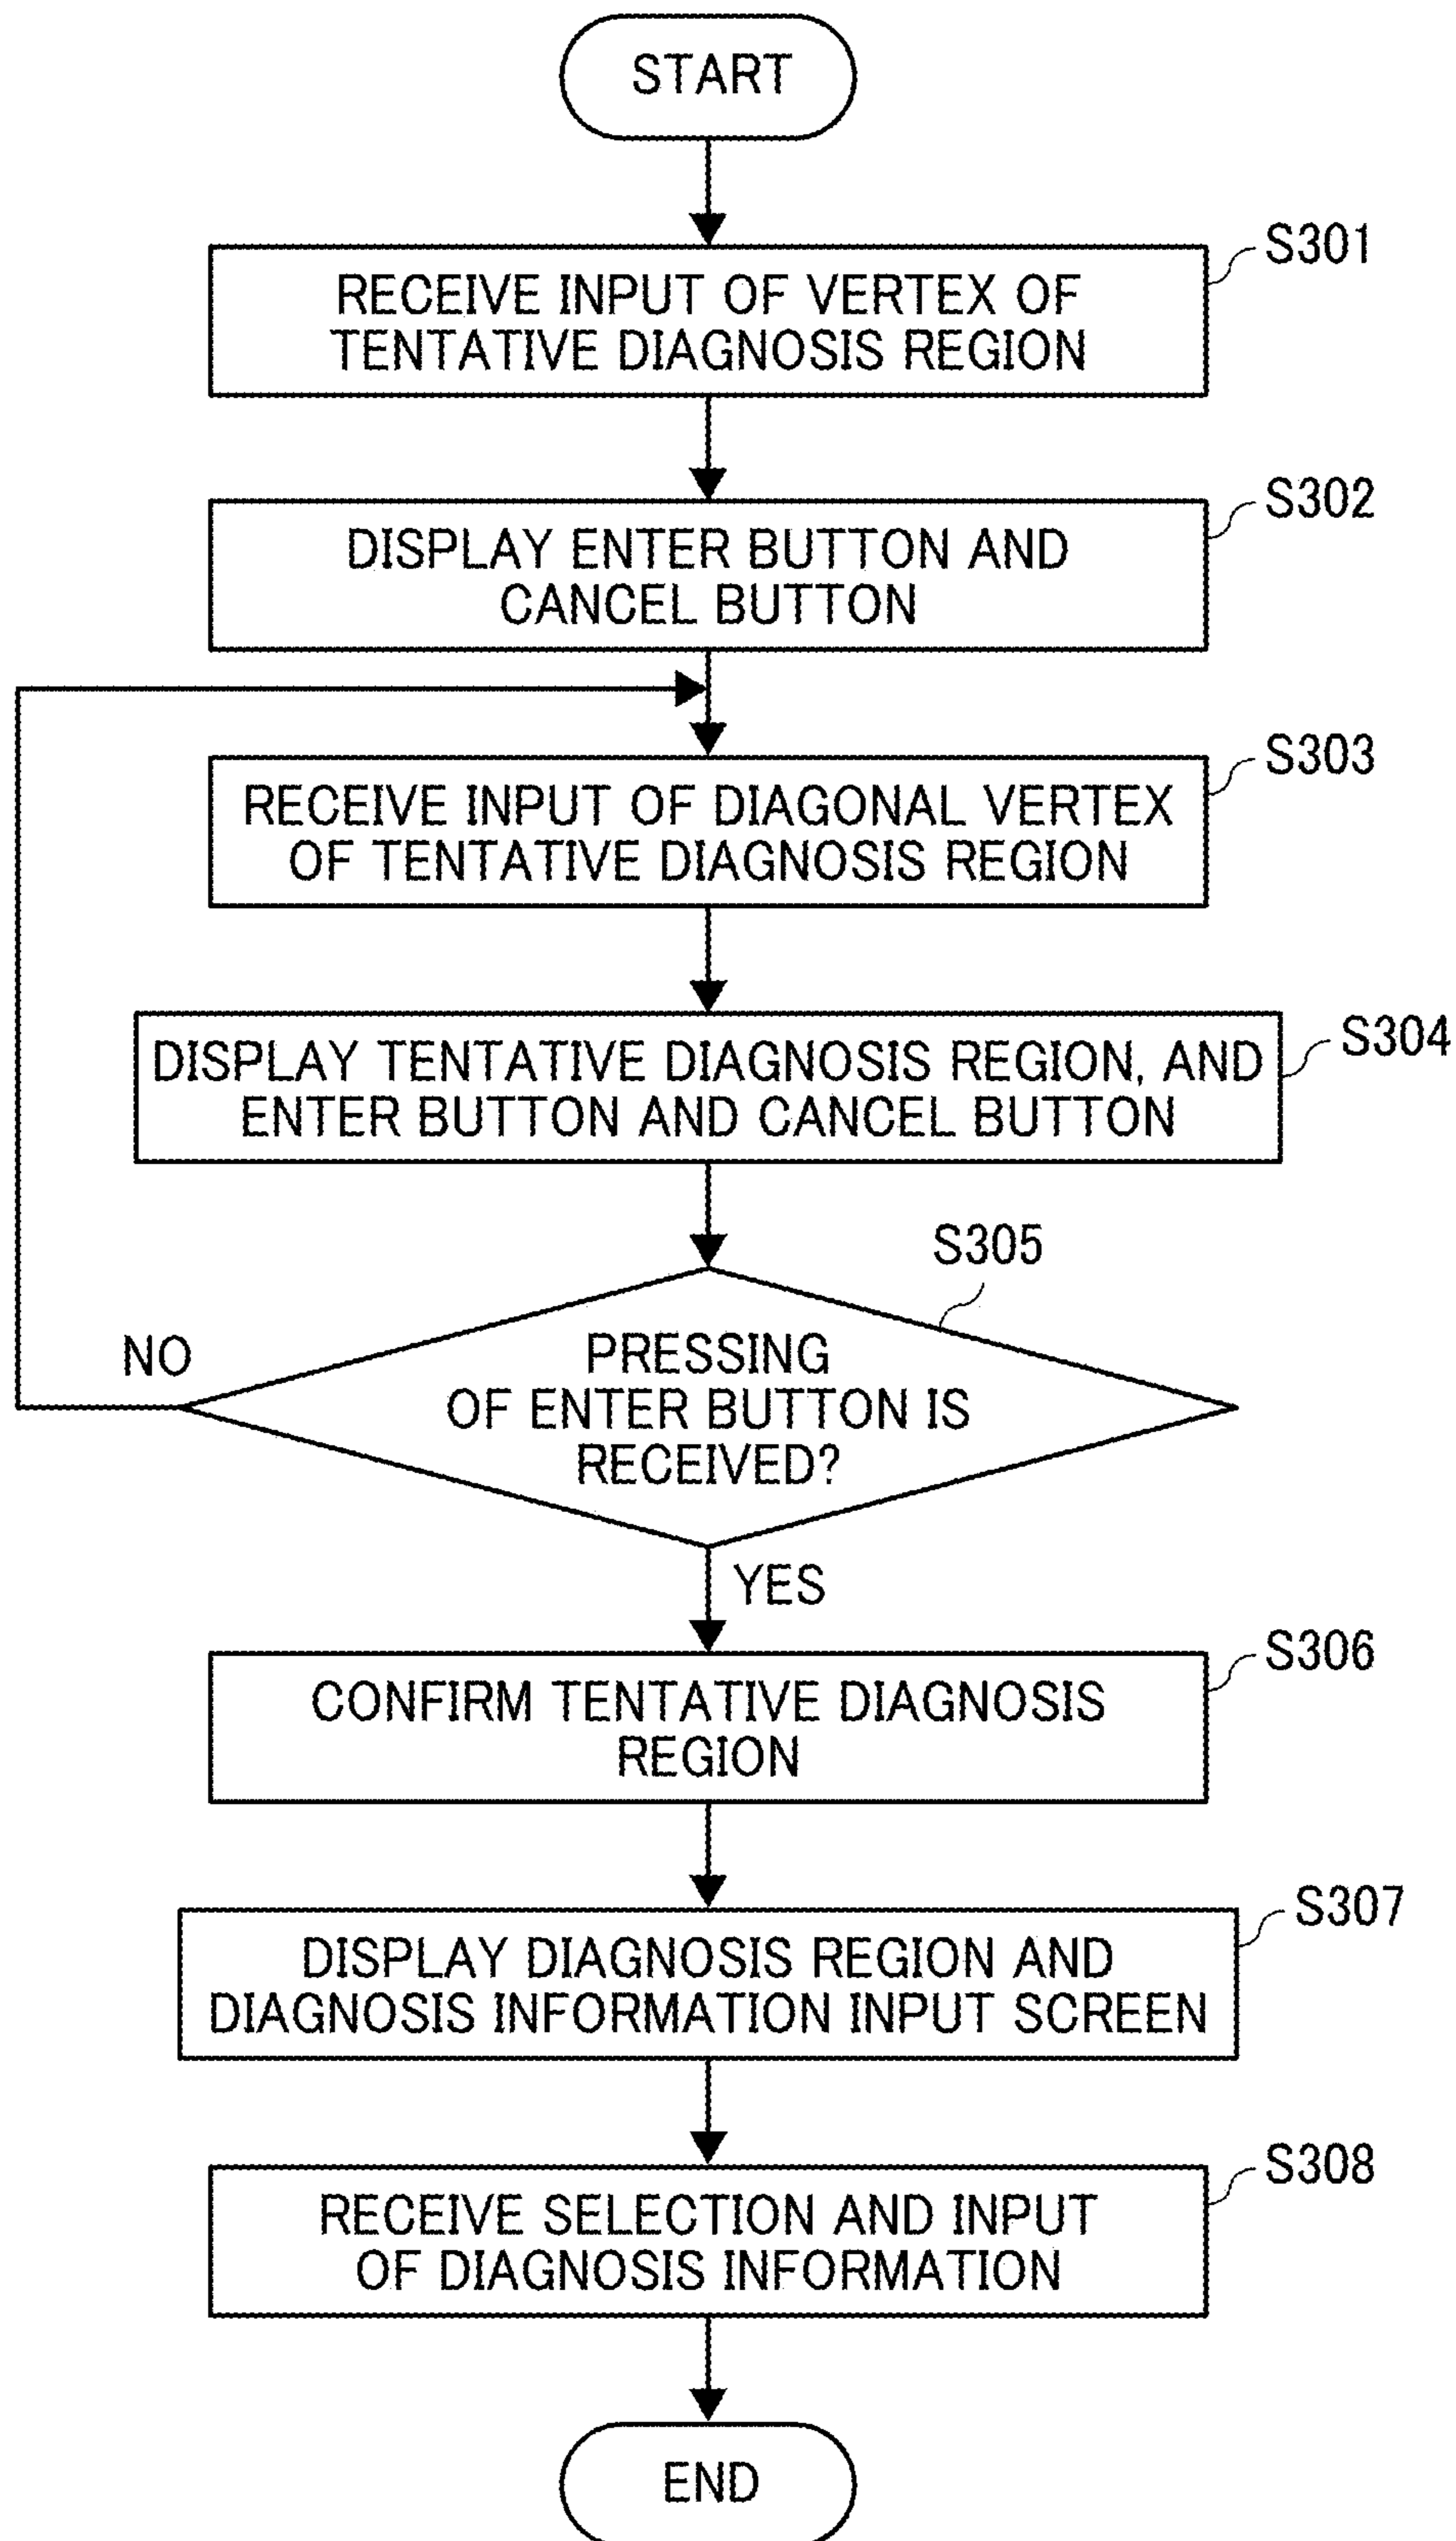 START
S301
RECEIVE INPUT OF VERTEX OF
TENTATIVE DIAGNOSIS REGION
S302
DISPLAY ENTER BUTTON AND
CANCEL BUTTON
S303
RECEIVE INPUT OF DIAGONAL VERTEX
OF TENTATIVE DIAGNOSIS REGION
S304
DISPLAY TENTATIVE DIAGNOSIS REGION, AND
ENTER BUTTON AND CANCEL BUTTON
S305
NO
PRESSING
OF ENTER BUTTON IS
RECEIVED?
YES
S306
CONFIRM TENTATIVE DIAGNOSIS
REGION
S307
DISPLAY DIAGNOSIS REGION AND
DIAGNOSIS INFORMATION INPUT SCREEN
S308
RECEIVE SELECTION AND INPUT
OF DIAGNOSIS INFORMATION
END